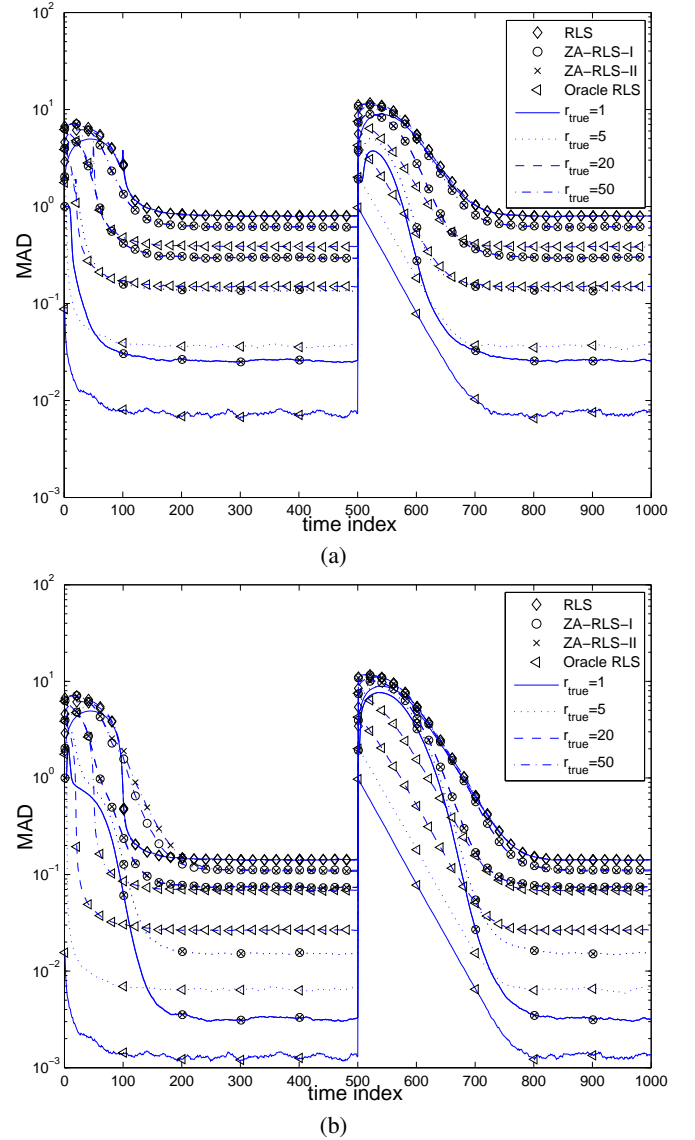 10^2
10^1
10^0
10^−1
10^−2
10^−3
MAD
0 100 200 300 400 500 600 700 800 900 1000
time index
RLS
ZA−RLS−I
ZA−RLS−II
Oracle RLS
r_true=1
r_true=5
r_true=20
r_true=50
(a)
10^2
10^1
10^0
10^−1
10^−2
10^−3
MAD
0 100 200 300 400 500 600 700 800 900 1000
time index
RLS
ZA−RLS−I
ZA−RLS−II
Oracle RLS
r_true=1
r_true=5
r_true=20
r_true=50
(b)